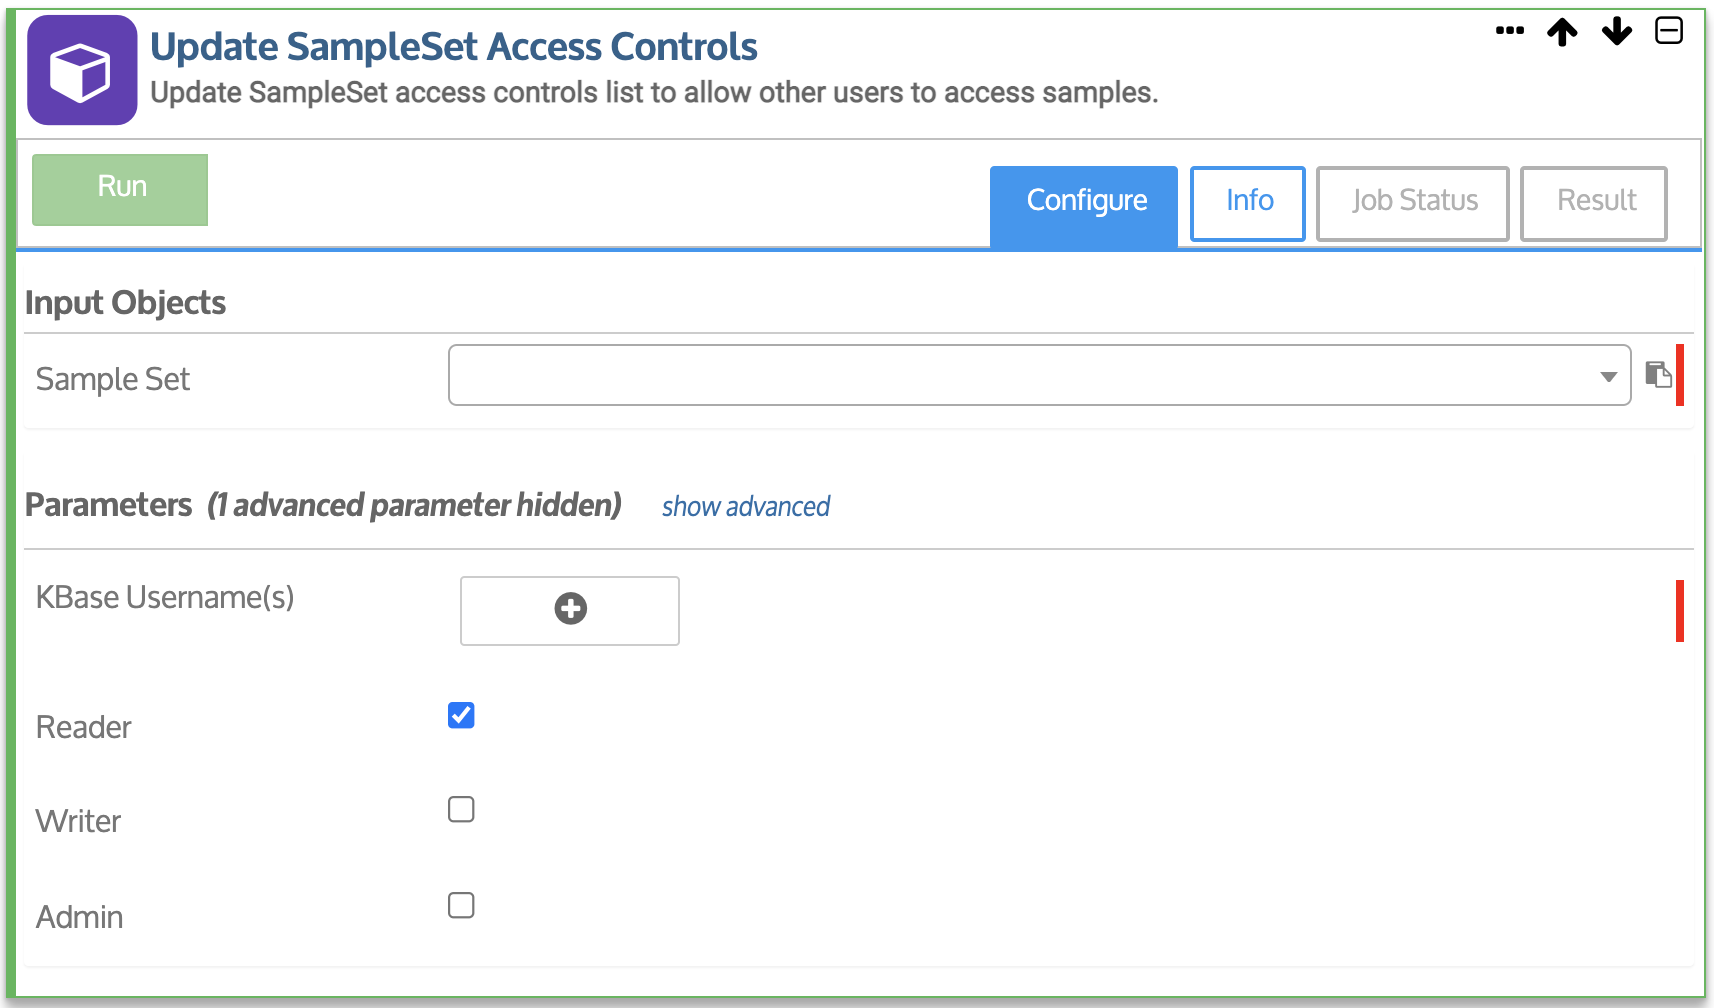 Update SampleSet Access Controls
Update SampleSet access controls list to allow other users to access samples.
Run
Configure
Info
Job Status
Result
Input Objects
Sample Set
Parameters (1 advanced parameter hidden) show advanced
KBase Username(s)
Reader
Writer
Admin